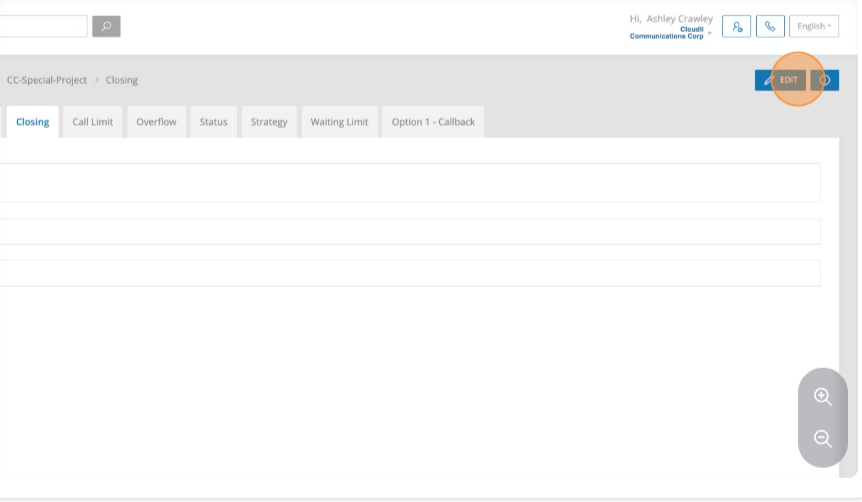 Hi, Ashley Crawley
Cloudli
Communications Corp
English
CC-Special-Project > Closing
EDIT
Closing
Call Limit
Overflow
Status
Strategy
Waiting Limit
Option 1 - Callback